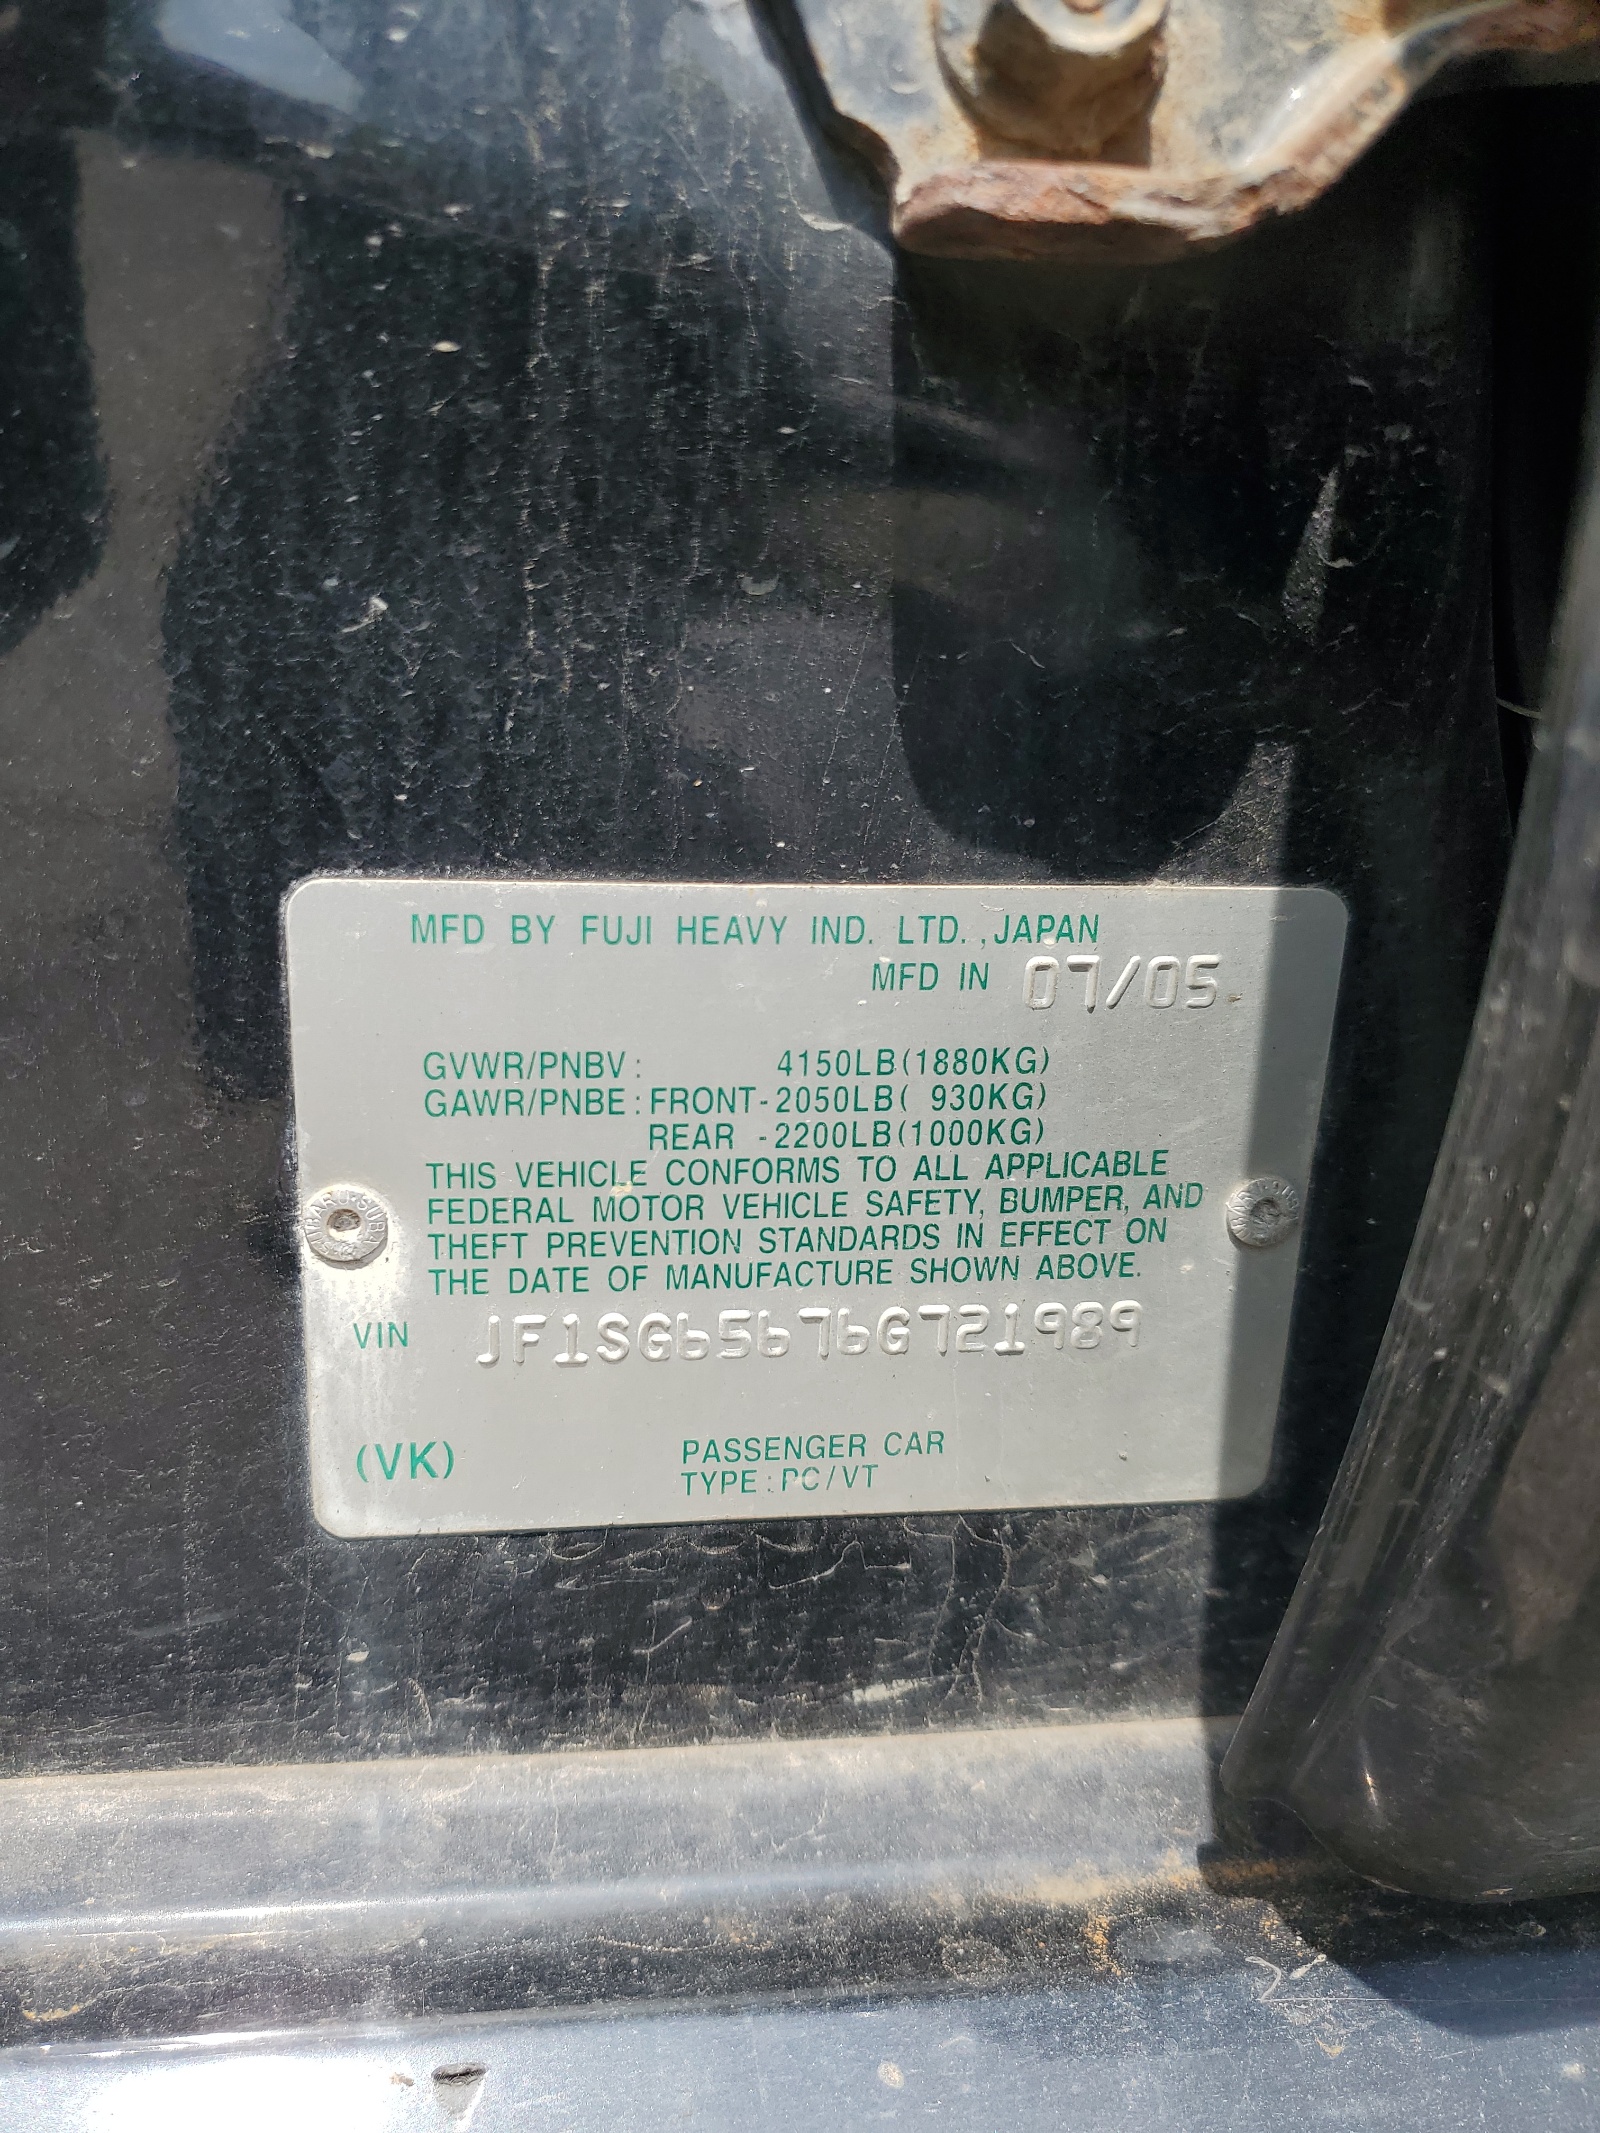 MFD BY FUJI HEAVY IND. LTD. ,JAPAN
MFD IN 07/05
GVWR/PNBV: 4150LB(1880KG)
GAWR/PNBE:FRONT-2050LB( 930KG)
REAR -2200LB(1000KG)
THIS VEHICLE CONFORMS TO ALL APPLICABLE
FEDERAL MOTOR VEHICLE SAFETY, BUMPER, AND
THEFT PREVENTION STANDARDS IN EFFECT ON
THE DATE OF MANUFACTURE SHOWN ABOVE.
VIN JF1SG65676G721989
(VK)
PASSENGER CAR
TYPE:PC/VT